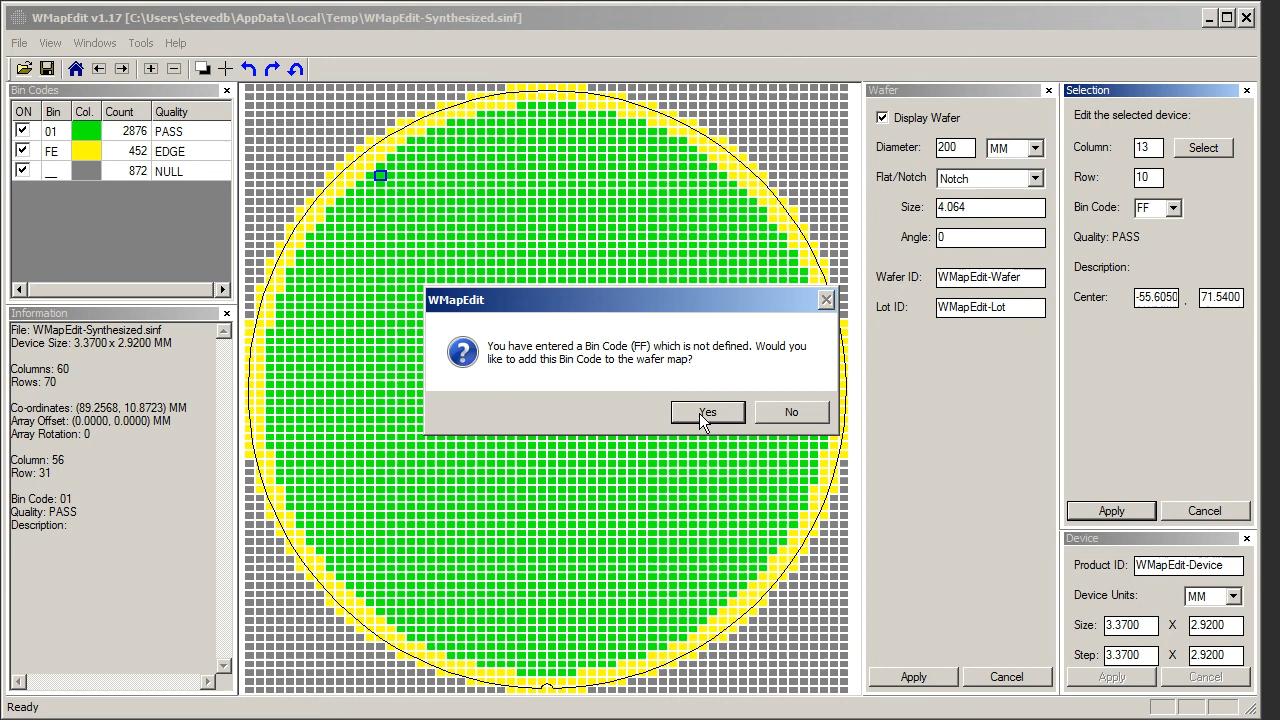 WMapEdit v1.17 [C:\Users\stevedb\AppData\Local\Temp\WMapEdit-Synthesized.sinf]
File View Windows Tools Help
Bin Codes
ON Bin Col. Count Quality
01 2876 PASS
FE 452 EDGE
__ 872 NULL
Information
File: WMapEdit-Synthesized.sinf
Device Size: 3.3700 x 2.9200 MM
Columns: 60
Rows: 70
Co-ordinates: (89.2568, 10.8723) MM
Array Offset: (0.0000, 0.0000) MM
Array Rotation: 0
Column: 56
Row: 31
Bin Code: 01
Quality: PASS
Description:
WMapEdit
You have entered a Bin Code (FF) which is not defined. Would you
like to add this Bin Code to the wafer map?
Yes No
Wafer
Display Wafer
Diameter: 200 MM
Flat/Notch Notch
Size: 4.064
Angle: 0
Wafer ID: WMapEdit-Wafer
Lot ID: WMapEdit-Lot
Apply Cancel
Selection
Edit the selected device:
Column: 13 Select
Row: 10
Bin Code: FF
Quality: PASS
Description:
Center: -55.6050 , 71.5400
Apply Cancel
Device
Product ID: WMapEdit-Device
Device Units: MM
Size: 3.3700 X 2.9200
Step: 3.3700 X 2.9200
Apply Cancel
Ready